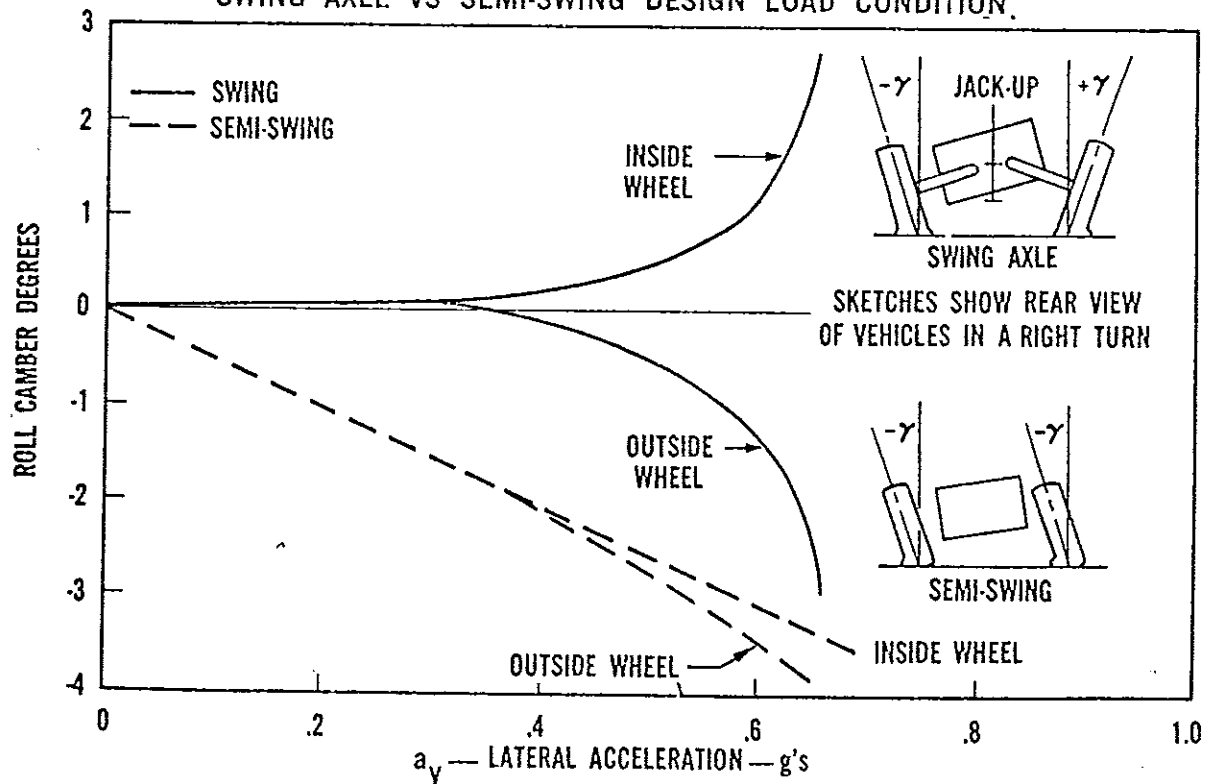 SWING AXLE VS SEMI-SWING DESIGN LOAD CONDITION.
3
2
1
0
-1
-2
-3
-4
ROLL CAMBER DEGREES
SWING
SEMI-SWING
INSIDE
WHEEL
OUTSIDE
WHEEL
OUTSIDE WHEEL
INSIDE WHEEL
-γ
JACK-UP
+γ
SWING AXLE
SKETCHES SHOW REAR VIEW
OF VEHICLES IN A RIGHT TURN
-γ
-γ
SEMI-SWING
0
.2
.4
.6
.8
1.0
ay — LATERAL ACCELERATION — g's